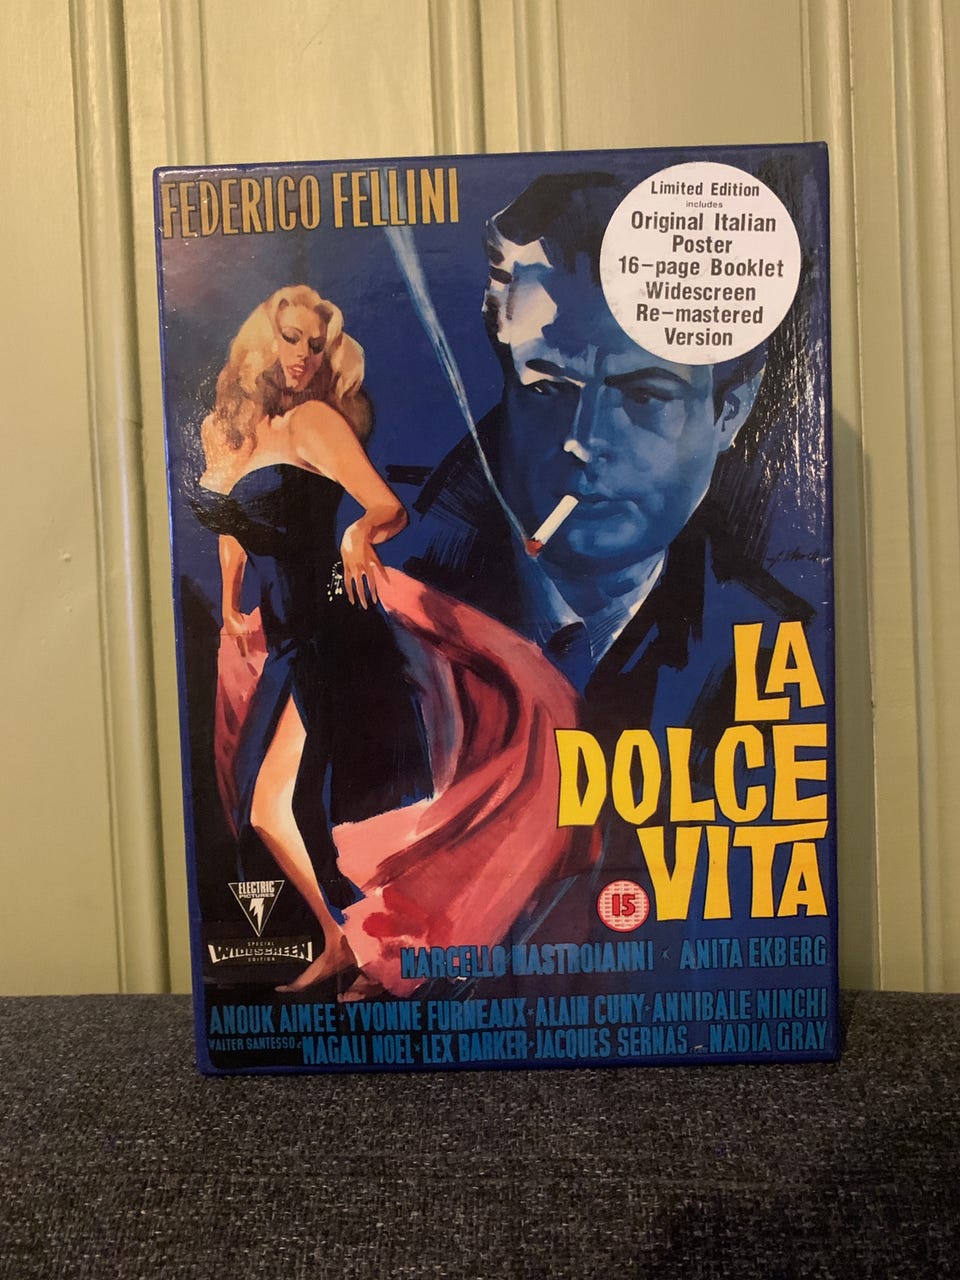 FEDERICO FELLINI
Limited Edition
includes
Original Italian
Poster
16-page Booklet
Widescreen
Re-mastered
Version
LA
DOLCE
VITA
15
ELECTRIC
PICTURES
SPECIAL
WIDESCREEN
EDITION
MARCELLO MASTROIANNI • ANITA EKBERG
ANOUK AIMEE • YVONNE FURNEAUX • ALAIN CUNY • ANNIBALE NINCHI
WALTER SANTESSO • MAGALI NOEL • LEX BARKER • JACQUES SERNAS NADIA GRAY